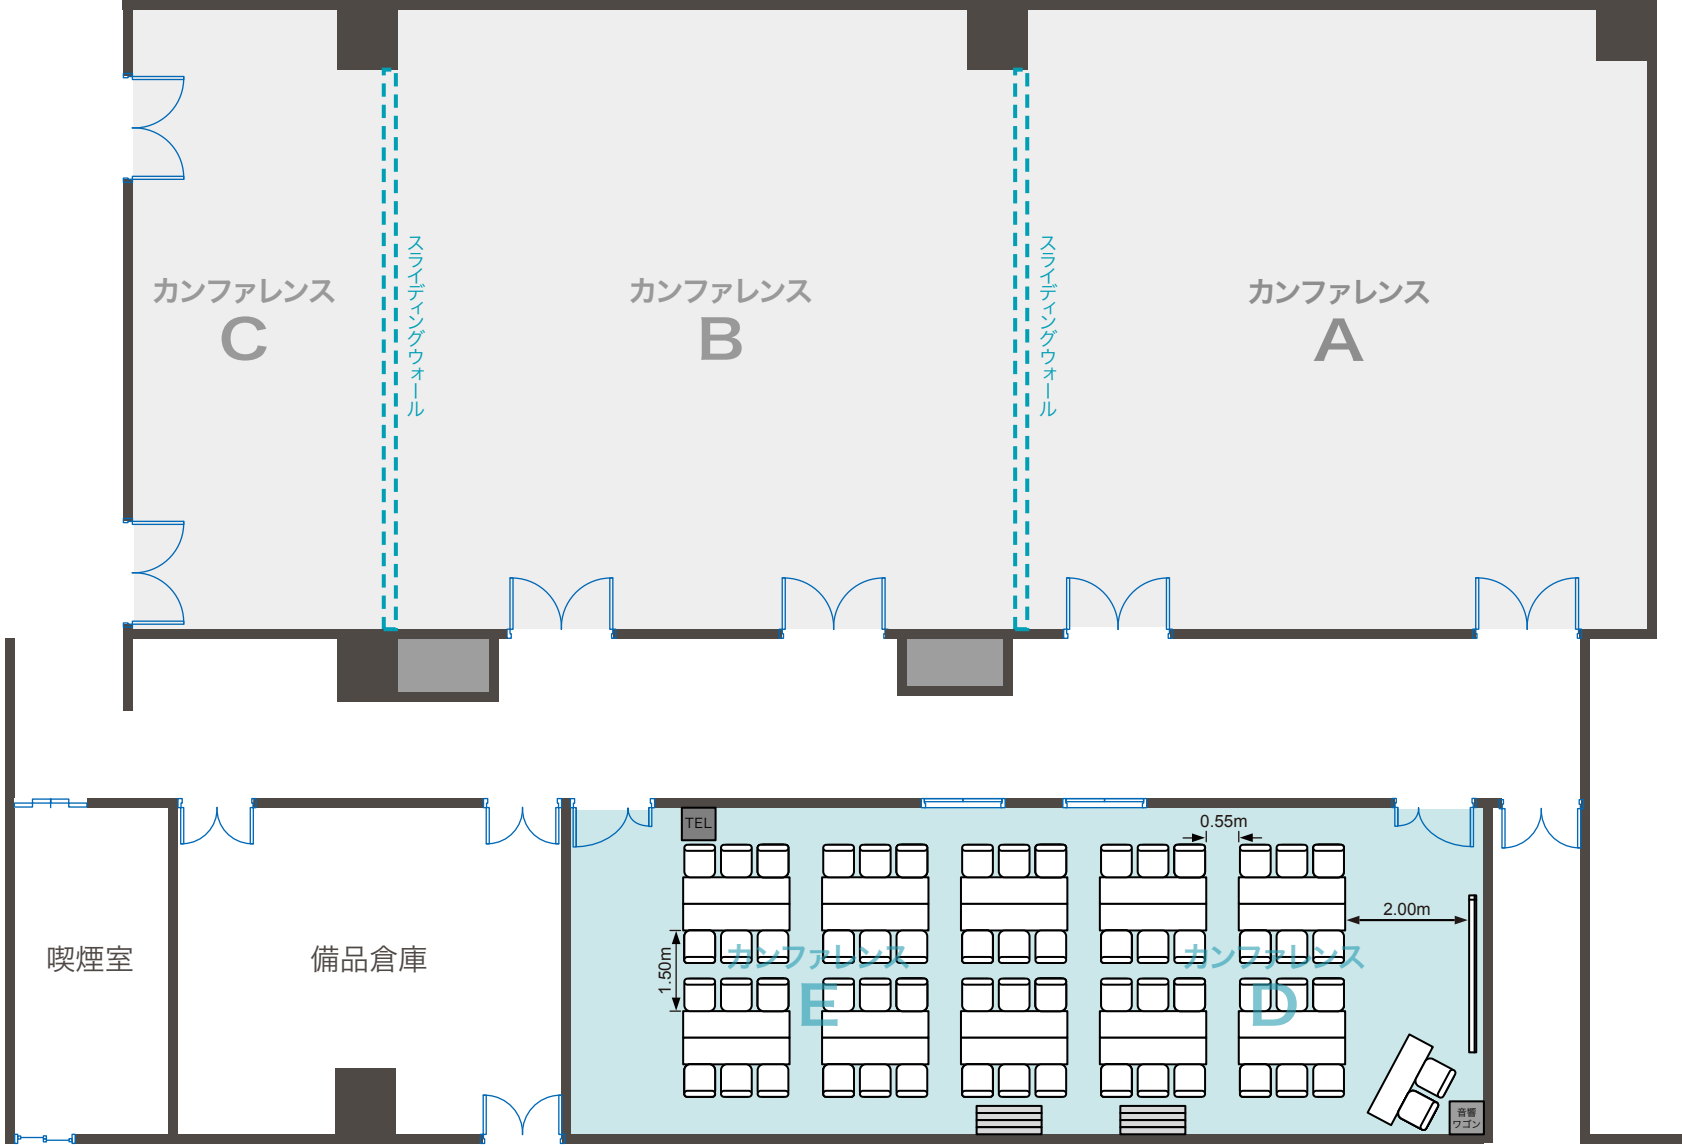 カンファレンス
C
スライディングウォール
カンファレンス
B
スライディングウォール
カンファレンス
A
喫煙室
備品倉庫
TEL
0.55m
2.00m
1.50m
カンファレンス
E
カンファレンス
D
音響
ワゴン